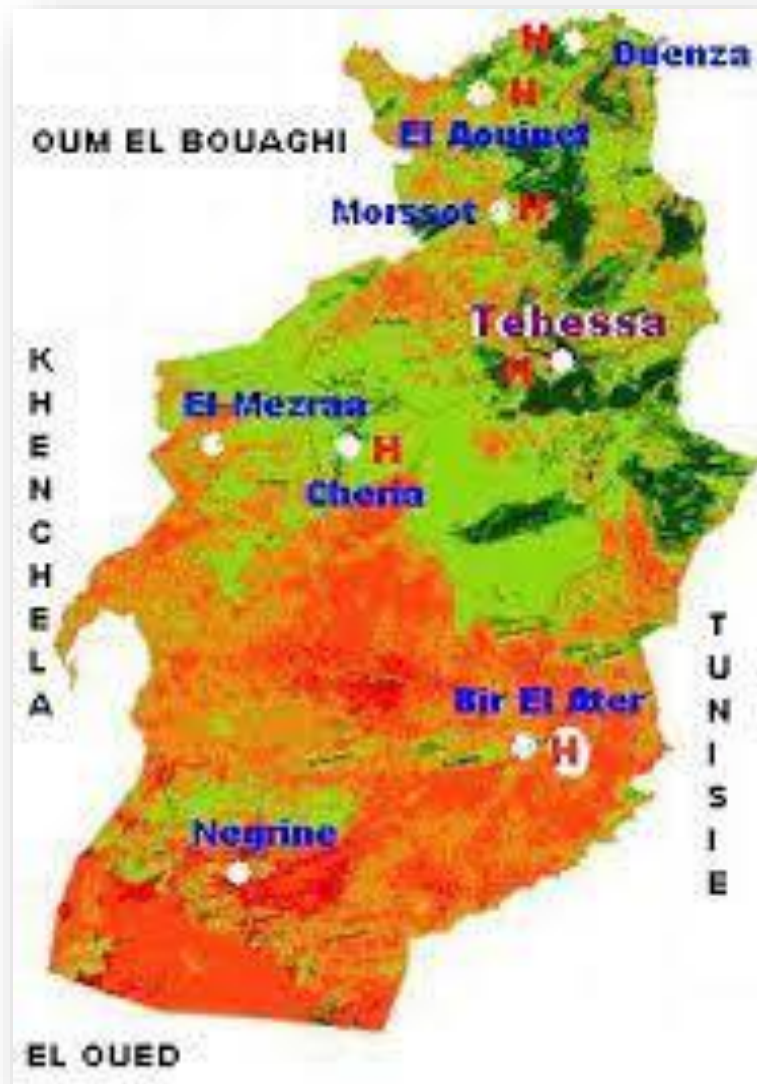 H
Ouenza
H
El Aouinet
OUM EL BOUAGHI
Morssot H
Tebessa
H
El Mezraa
H
Cheria
KHENCHELA
TUNISIE
Bir El Ater
H
Negrine
EL OUED